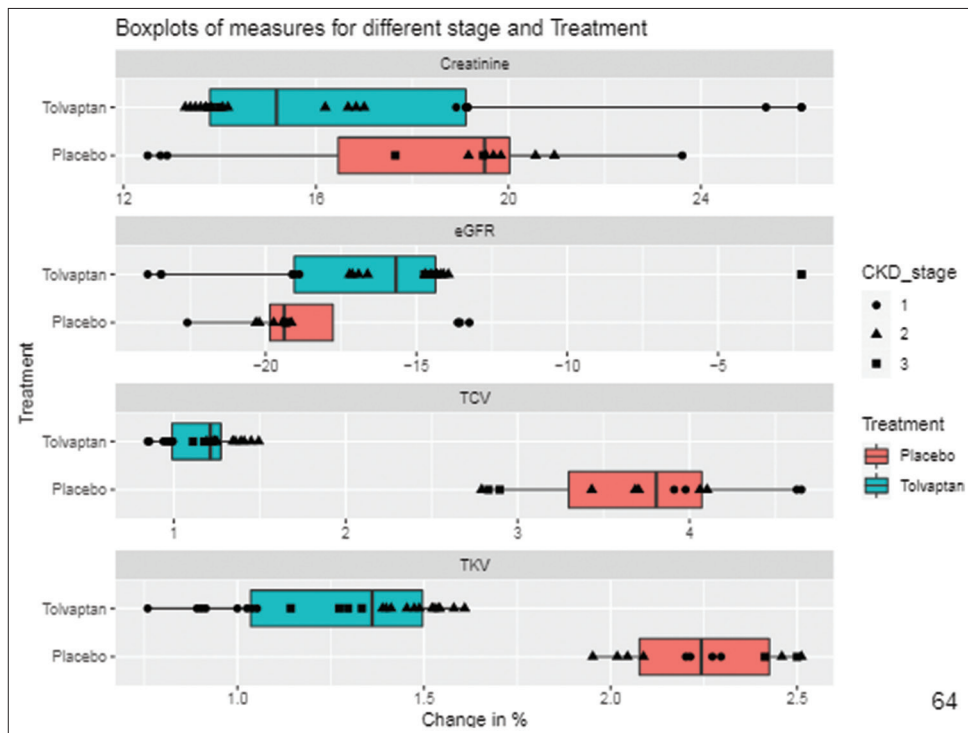 Boxplots of measures for different stage and Treatment
Creatinine
Tolvaptan
Placebo
12 16 20 24
eGFR
Tolvaptan
Placebo
−20 −15 −10 −5
TCV
Tolvaptan
Placebo
1 2 3 4
TKV
Tolvaptan
Placebo
1.0 1.5 2.0 2.5
Change in %
Treatment
CKD_stage
1
2
3
Treatment
Placebo
Tolvaptan
64